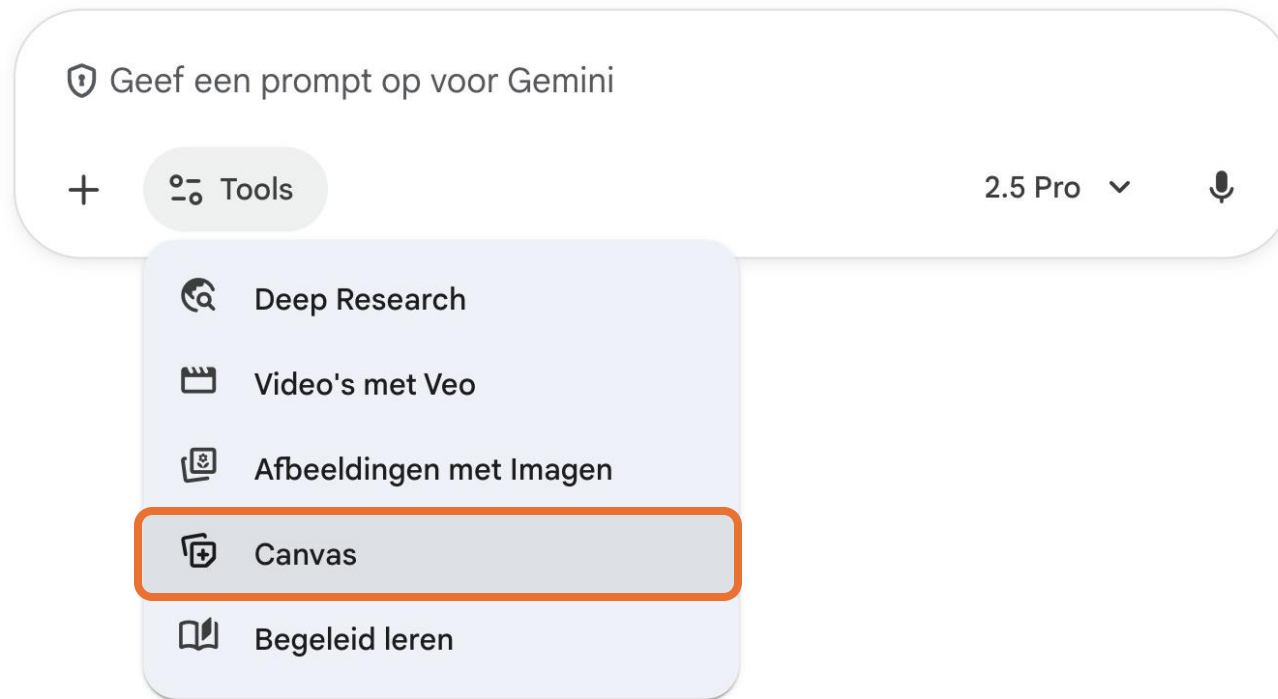 Geef een prompt op voor Gemini
Tools
2.5 Pro
Deep Research
Video's met Veo
Afbeeldingen met Imagen
Canvas
Begeleid leren